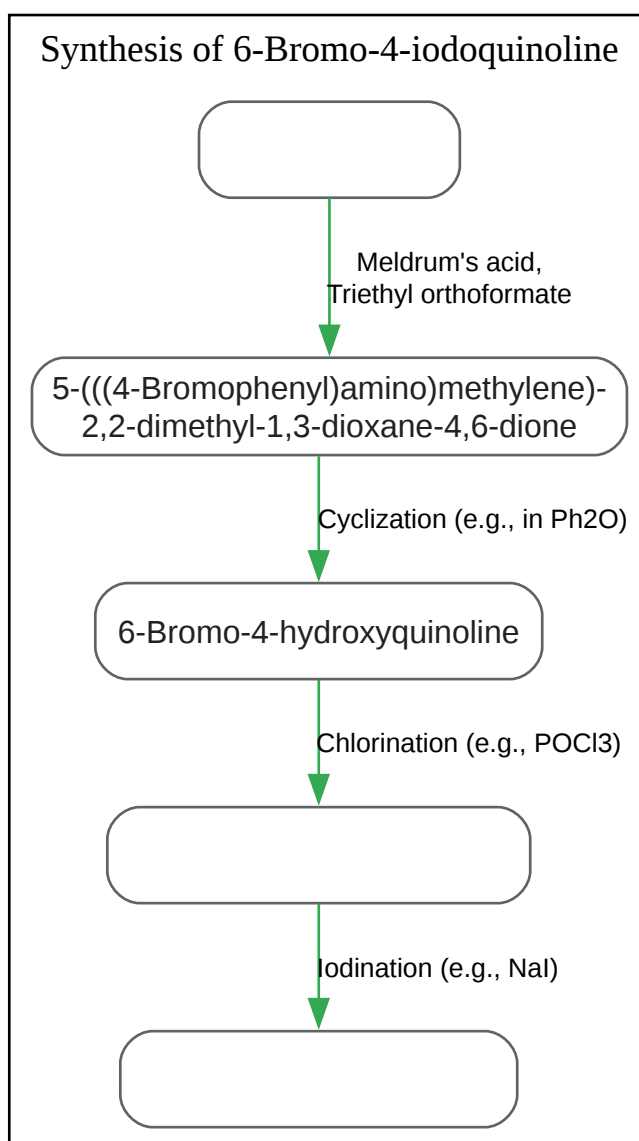 Synthesis of 6-Bromo-4-iodoquinoline
Meldrum's acid,
Triethyl orthoformate
5-(((4-Bromophenyl)amino)methylene)-
2,2-dimethyl-1,3-dioxane-4,6-dione
Cyclization (e.g., in Ph2O)
6-Bromo-4-hydroxyquinoline
Chlorination (e.g., POCl3)
Iodination (e.g., NaI)